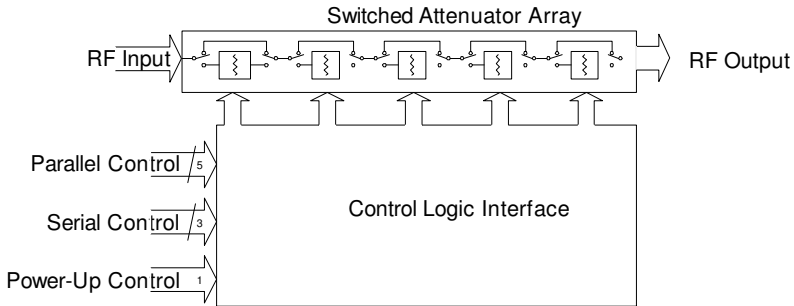 Switched Attenuator Array
RF Input
RF Output
Parallel Control
5
Control Logic Interface
Serial Control
3
Power-Up Control
1